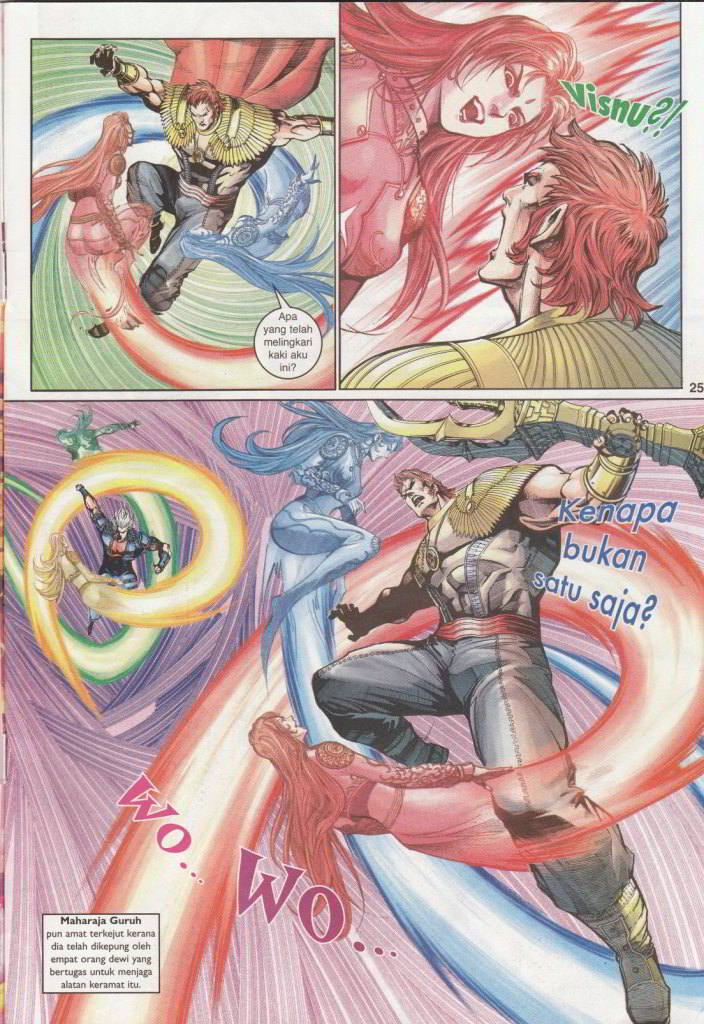 Apa
yang telah
melingkari
kaki aku
ini?
Visnu?!
25
Kenapa
bukan
satu saja?
WO... WO...
Maharaja Guruh
pun amat terkejut kerana
dia telah dikepung oleh
empat orang dewi yang
bertugas untuk menjaga
alatan keramat itu.